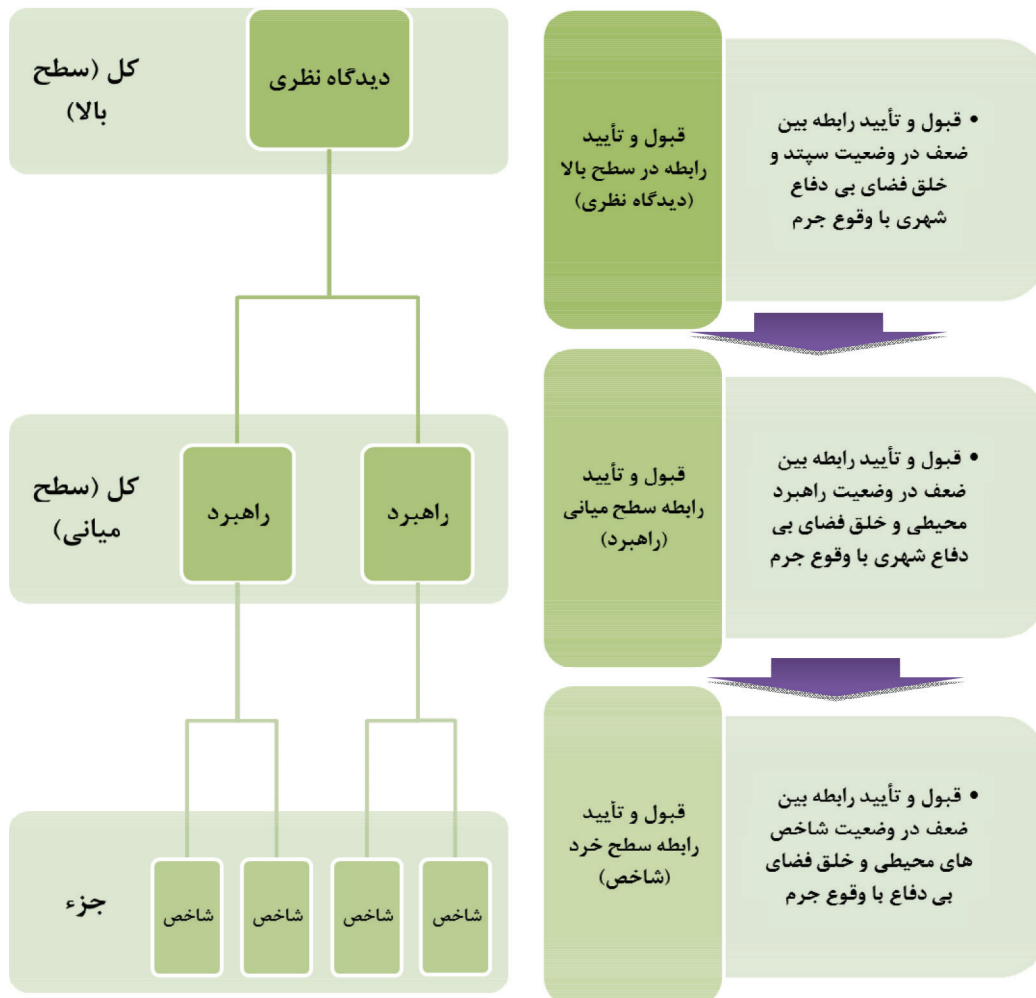 • قبول و تأیید رابطه بین
ضعف در وضعیت سپتد و
خلق فضای بی دفاع
شهری با وقوع جرم
قبول و تأیید
رابطه در سطح بالا
(دیدگاه نظری)
• قبول و تأیید رابطه بین
ضعف در وضعیت راهبرد
محیطی و خلق فضای بی
دفاع شهری با وقوع جرم
قبول و تأیید
رابطه سطح میانی
(راهبرد)
• قبول و تأیید رابطه بین
ضعف در وضعیت شاخص
های محیطی و خلق فضای
بی دفاع با وقوع جرم
قبول و تأیید
رابطه سطح خرد
(شاخص)
دیدگاه نظری
کل (سطح
بالا)
راهبرد
راهبرد
کل (سطح
میانی)
شاخص
شاخص
شاخص
شاخص
جزء